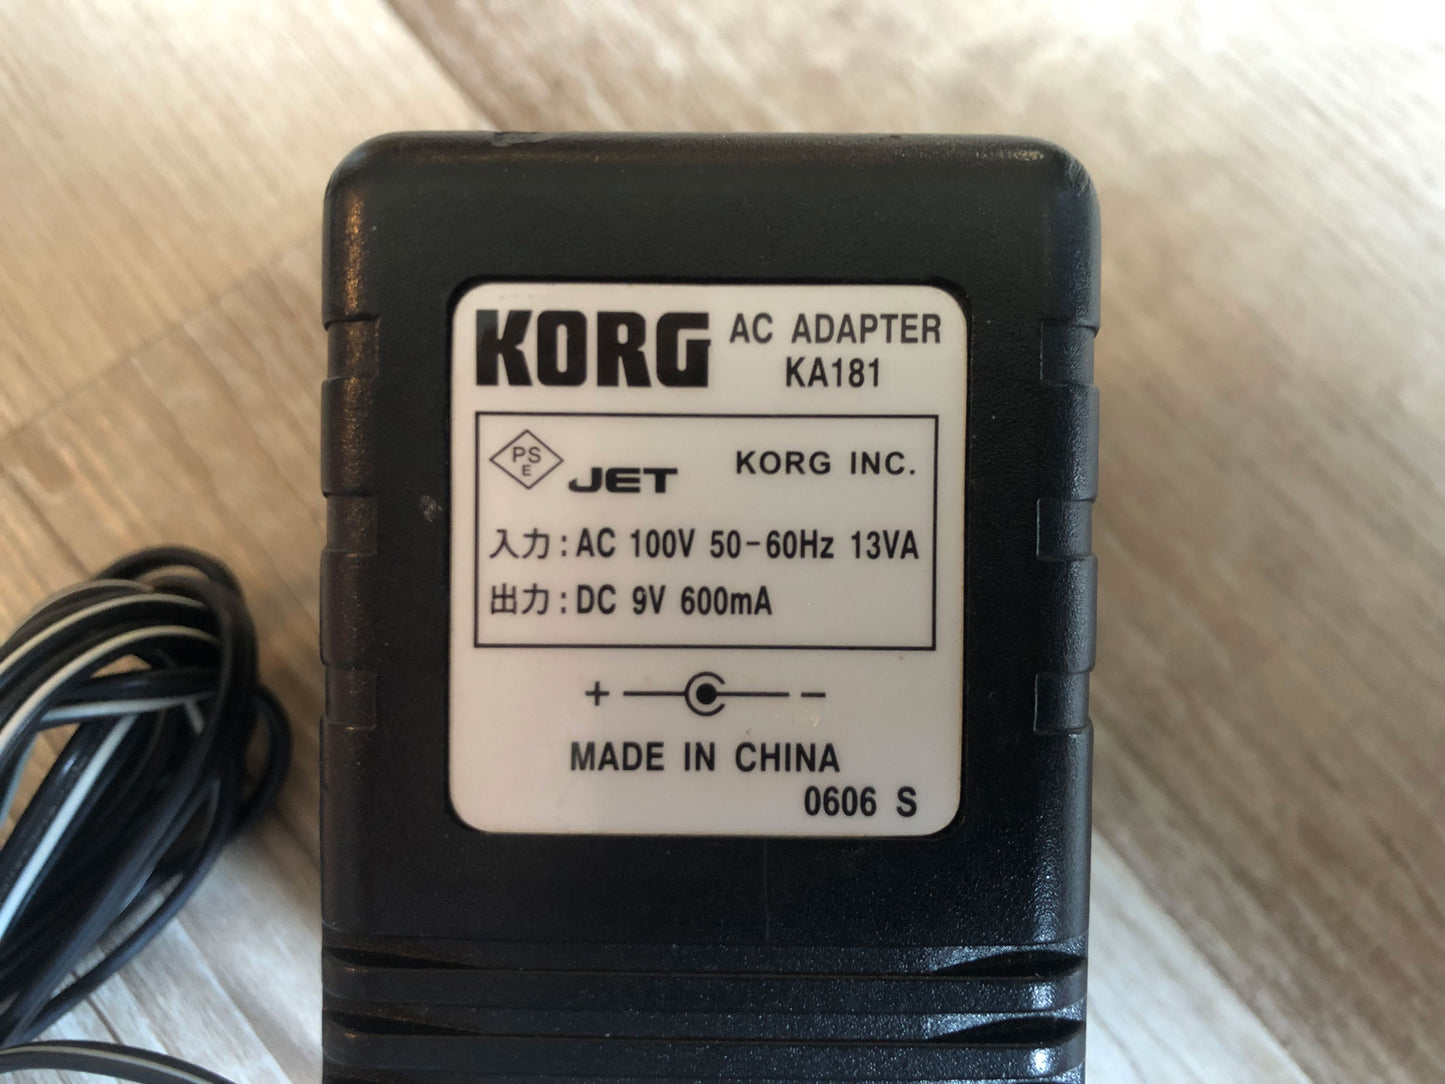 KORG AC ADAPTER
KA181
PS
E
JET
KORG INC.
入力:AC 100V 50-60Hz 13VA
出力:DC 9V 600mA
+ −
MADE IN CHINA
0606 S